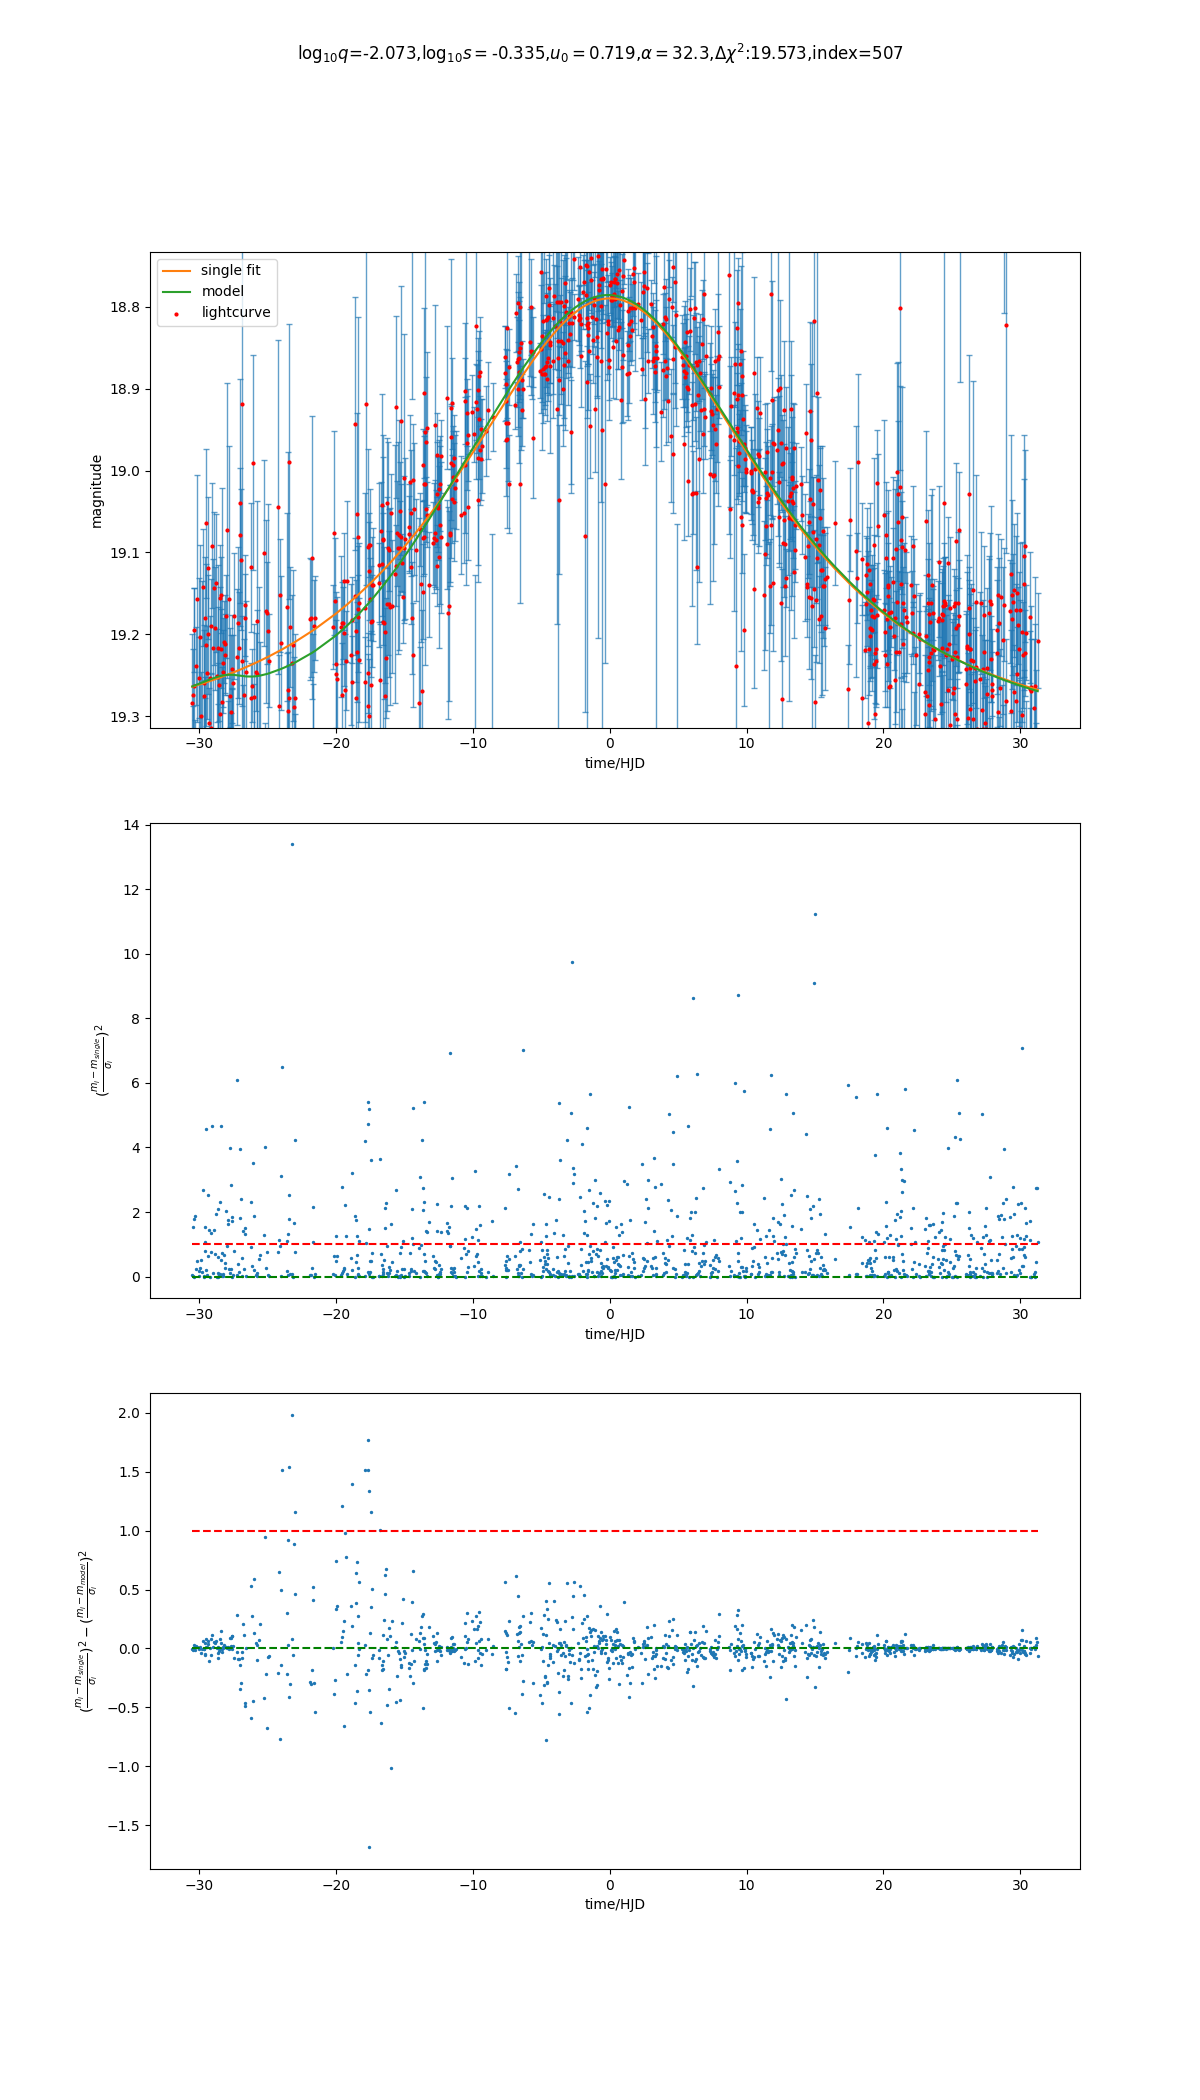 log₁₀q=-2.073,log₁₀s = -0.335,u₀ = 0.719,α = 32.3,Δχ²:19.573,index=507
single fit
model
lightcurve
18.8
18.9
19.0
19.1
19.2
19.3
magnitude
−30 −20 −10 0 10 20 30
time/HJD
14
12
10
8
6
4
2
0
((mᵢ − m_single)/σᵢ)²
−30 −20 −10 0 10 20 30
time/HJD
2.0
1.5
1.0
0.5
0.0
−0.5
−1.0
−1.5
((mᵢ − m_single)/σᵢ)² − ((mᵢ − m_model)/σᵢ)²
−30 −20 −10 0 10 20 30
time/HJD